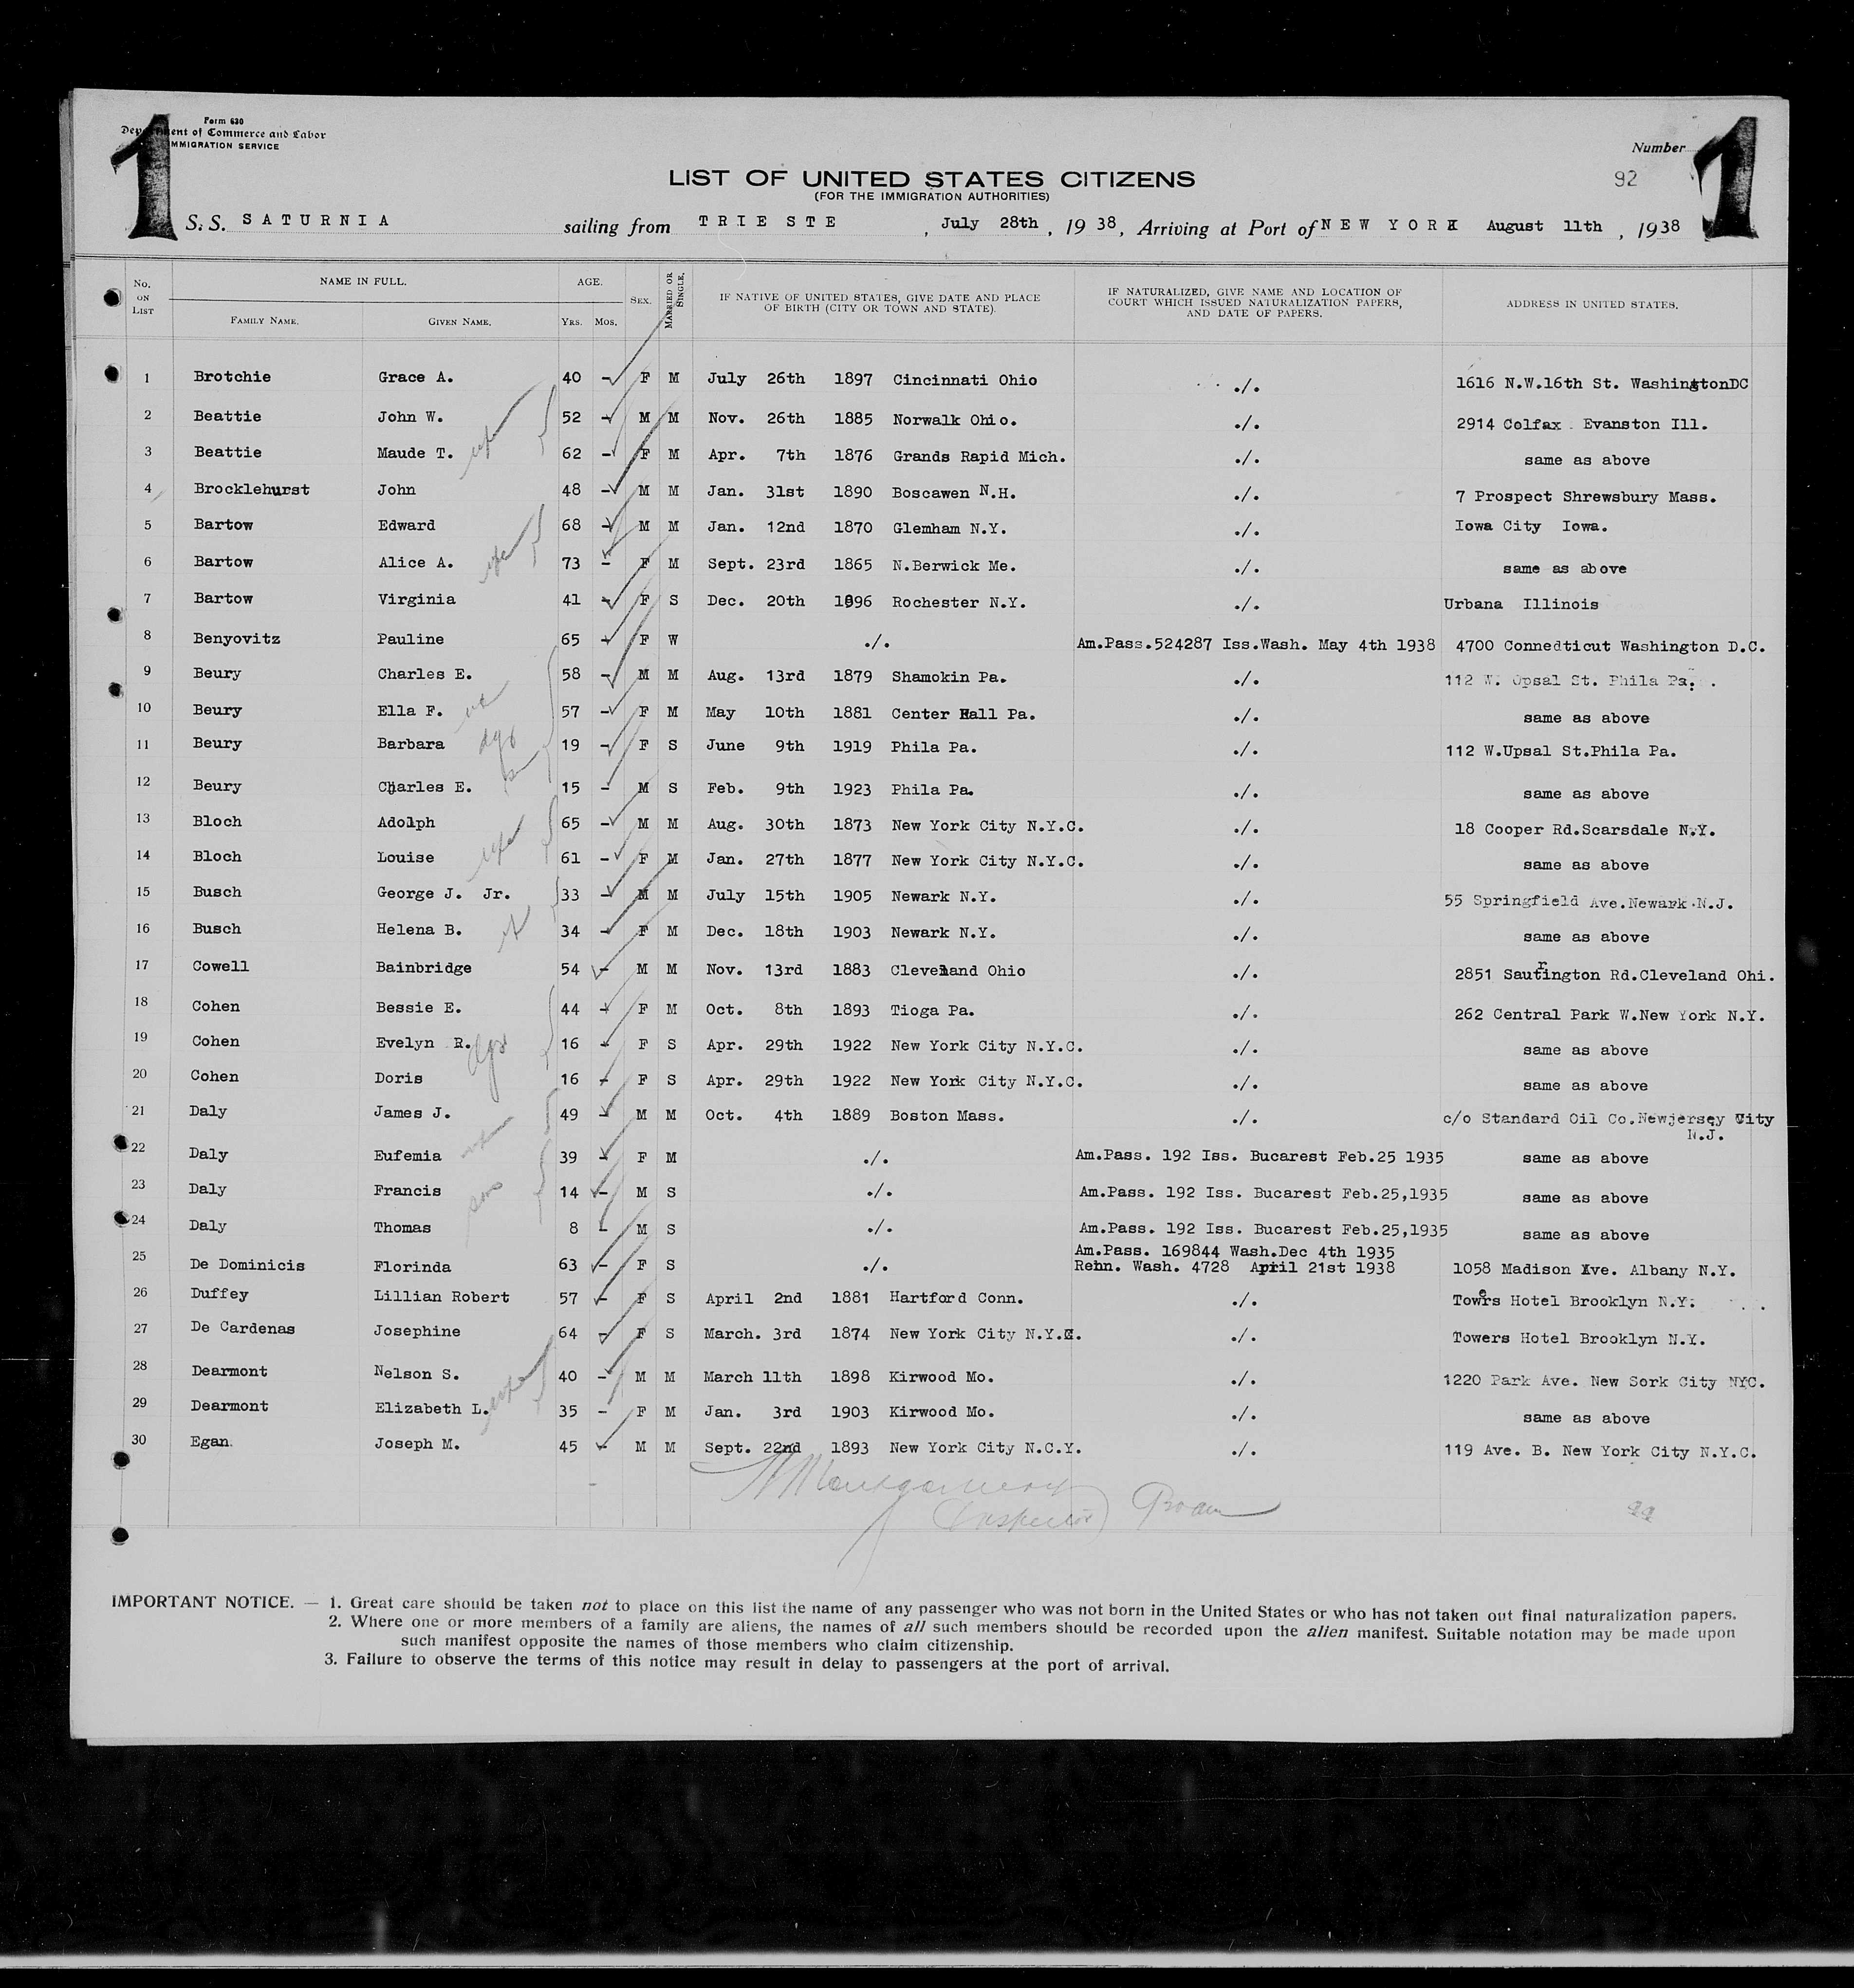 Form 630
Department of Commerce and Labor
IMMIGRATION SERVICE
1
1
Number
92
LIST OF UNITED STATES CITIZENS
(FOR THE IMMIGRATION AUTHORITIES)
S.S. SATURNIA sailing from TRIE STE , July 28th , 19 38, Arriving at Port of NEW YORK August 11th , 1938
No. ON LIST
NAME IN FULL.
FAMILY NAME.
GIVEN NAME.
AGE.
YRS. MOS.
SEX.
MARRIED OR SINGLE.
IF NATIVE OF UNITED STATES, GIVE DATE AND PLACE OF BIRTH (CITY OR TOWN AND STATE).
IF NATURALIZED, GIVE NAME AND LOCATION OF COURT WHICH ISSUED NATURALIZATION PAPERS, AND DATE OF PAPERS.
ADDRESS IN UNITED STATES.
1 Brotchie Grace A. 40 - F M July 26th 1897 Cincinnati Ohio ./. 1616 N.W.16th St. WashingtonDC
2 Beattie John W. 52 - M M Nov. 26th 1885 Norwalk Ohio. ./. 2914 Colfax Evanston Ill.
3 Beattie Maude T. 62 - F M Apr. 7th 1876 Grands Rapid Mich. ./. same as above
4 Brocklehurst John 48 - M M Jan. 31st 1890 Boscawen N.H. ./. 7 Prospect Shrewsbury Mass.
5 Bartow Edward 68 - M M Jan. 12nd 1870 Glemham N.Y. ./. Iowa City Iowa.
6 Bartow Alice A. 73 - F M Sept. 23rd 1865 N.Berwick Me. ./. same as above
7 Bartow Virginia 41 - F S Dec. 20th 1896 Rochester N.Y. ./. Urbana Illinois
8 Benyovitz Pauline 65 - F W ./. Am.Pass.524287 Iss.Wash. May 4th 1938 4700 Connedticut Washington D.C.
9 Beury Charles E. 58 - M M Aug. 13rd 1879 Shamokin Pa. ./. 112 W. Upsal St. Phila Pa.
10 Beury Ella F. 57 - F M May 10th 1881 Center Hall Pa. ./. same as above
11 Beury Barbara 19 - F S June 9th 1919 Phila Pa. ./. 112 W.Upsal St.Phila Pa.
12 Beury Charles E. 15 - M S Feb. 9th 1923 Phila Pa. ./. same as above
13 Bloch Adolph 65 - M M Aug. 30th 1873 New York City N.Y.C. ./. 18 Cooper Rd.Scarsdale N.Y.
14 Bloch Louise 61 - F M Jan. 27th 1877 New York City N.Y.C. ./. same as above
15 Busch George J. Jr. 33 - M M July 15th 1905 Newark N.Y. ./. 55 Springfield Ave.Newark.N.J.
16 Busch Helena B. 34 - F M Dec. 18th 1903 Newark N.Y. ./. same as above
17 Cowell Bainbridge 54 - M M Nov. 13rd 1883 Cleveland Ohio ./. 2851 Sautrington Rd.Cleveland Ohi.
18 Cohen Bessie E. 44 - F M Oct. 8th 1893 Tioga Pa. ./. 262 Central Park W.New York N.Y.
19 Cohen Evelyn R. 16 - F S Apr. 29th 1922 New York City N.Y.C. ./. same as above
20 Cohen Doris 16 - F S Apr. 29th 1922 New York City N.Y.C. ./. same as above
21 Daly James J. 49 - M M Oct. 4th 1889 Boston Mass. ./. c/o Standard Oil Co.Newjersey City
N.J.
22 Daly Eufemia 39 - F M ./. Am.Pass. 192 Iss. Bucarest Feb.25 1935 same as above
23 Daly Francis 14 - M S ./. Am.Pass. 192 Iss. Bucarest Feb.25,1935 same as above
24 Daly Thomas 8 - M S ./. Am.Pass. 192 Iss. Bucarest Feb.25,1935 same as above
Am.Pass. 169844 Wash.Dec 4th 1935
25 De Dominicis Florinda 63 - F S ./. Rehn. Wash. 4728 April 21st 1938 1058 Madison Ave. Albany N.Y.
26 Duffey Lillian Robert 57 - F S April 2nd 1881 Hartford Conn. ./. Towers Hotel Brooklyn N.Y.
27 De Cardenas Josephine 64 - F S March. 3rd 1874 New York City N.Y.C. ./. Towers Hotel Brooklyn N.Y.
28 Dearmont Nelson S. 40 - M M March 11th 1898 Kirwood Mo. ./. 1220 Park Ave. New Sork City NYC.
29 Dearmont Elizabeth L. 35 - F M Jan. 3rd 1903 Kirwood Mo. ./. same as above
30 Egan. Joseph M. 45 - M M Sept. 22nd 1893 New York City N.C.Y. ./. 119 Ave. B. New York City N.Y.C.
Montgomery
Inspector
IMPORTANT NOTICE. — 1. Great care should be taken not to place on this list the name of any passenger who was not born in the United States or who has not taken out final naturalization papers.
2. Where one or more members of a family are aliens, the names of all such members should be recorded upon the alien manifest. Suitable notation may be made upon
such manifest opposite the names of those members who claim citizenship.
3. Failure to observe the terms of this notice may result in delay to passengers at the port of arrival.